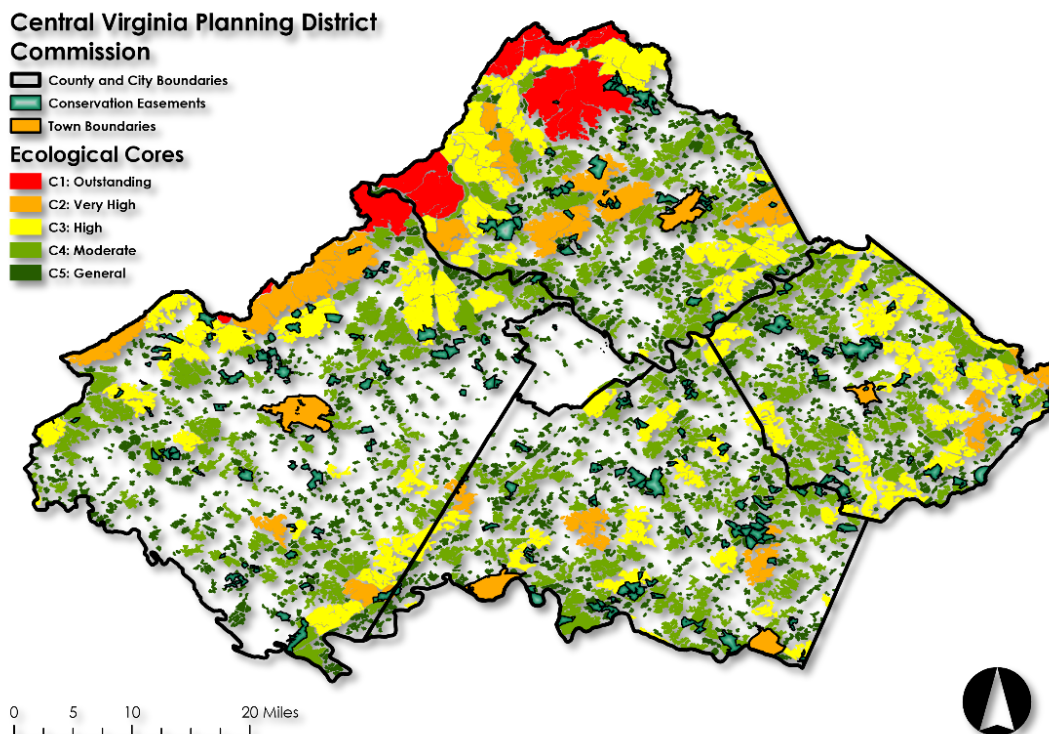 Central Virginia Planning District
Commission
County and City Boundaries
Conservation Easements
Town Boundaries
Ecological Cores
C1: Outstanding
C2: Very High
C3: High
C4: Moderate
C5: General
0 5 10 20 Miles